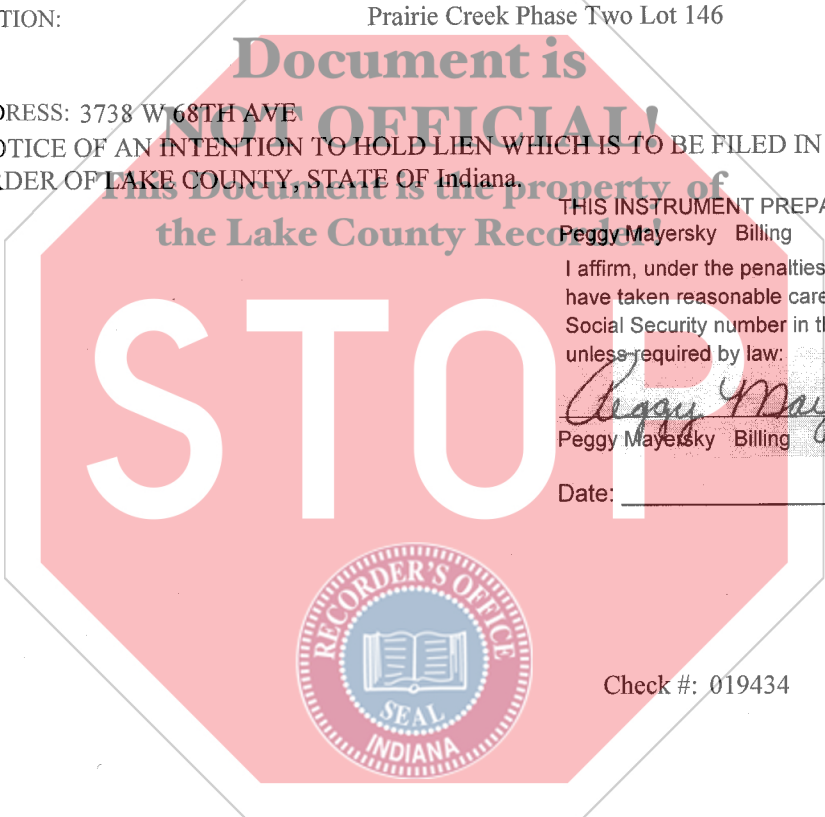 TION: Prairie Creek Phase Two Lot 146
Document is
DRESS: 3738 W 68TH AVE
NOT OFFICIAL!
OTICE OF AN INTENTION TO HOLD LIEN WHICH IS TO BE FILED IN
RDER OF LAKE COUNTY, STATE OF Indiana.
This Document is the property of
the Lake County Recorder!
THIS INSTRUMENT PREPA
Peggy Mayersky Billing
I affirm, under the penalties
have taken reasonable care
Social Security number in th
unless required by law:
STOP
Peggy May
Peggy Mayersky Billing
Date:
RECORDER'S OFFICE
SEAL
INDIANA
Check #: 019434